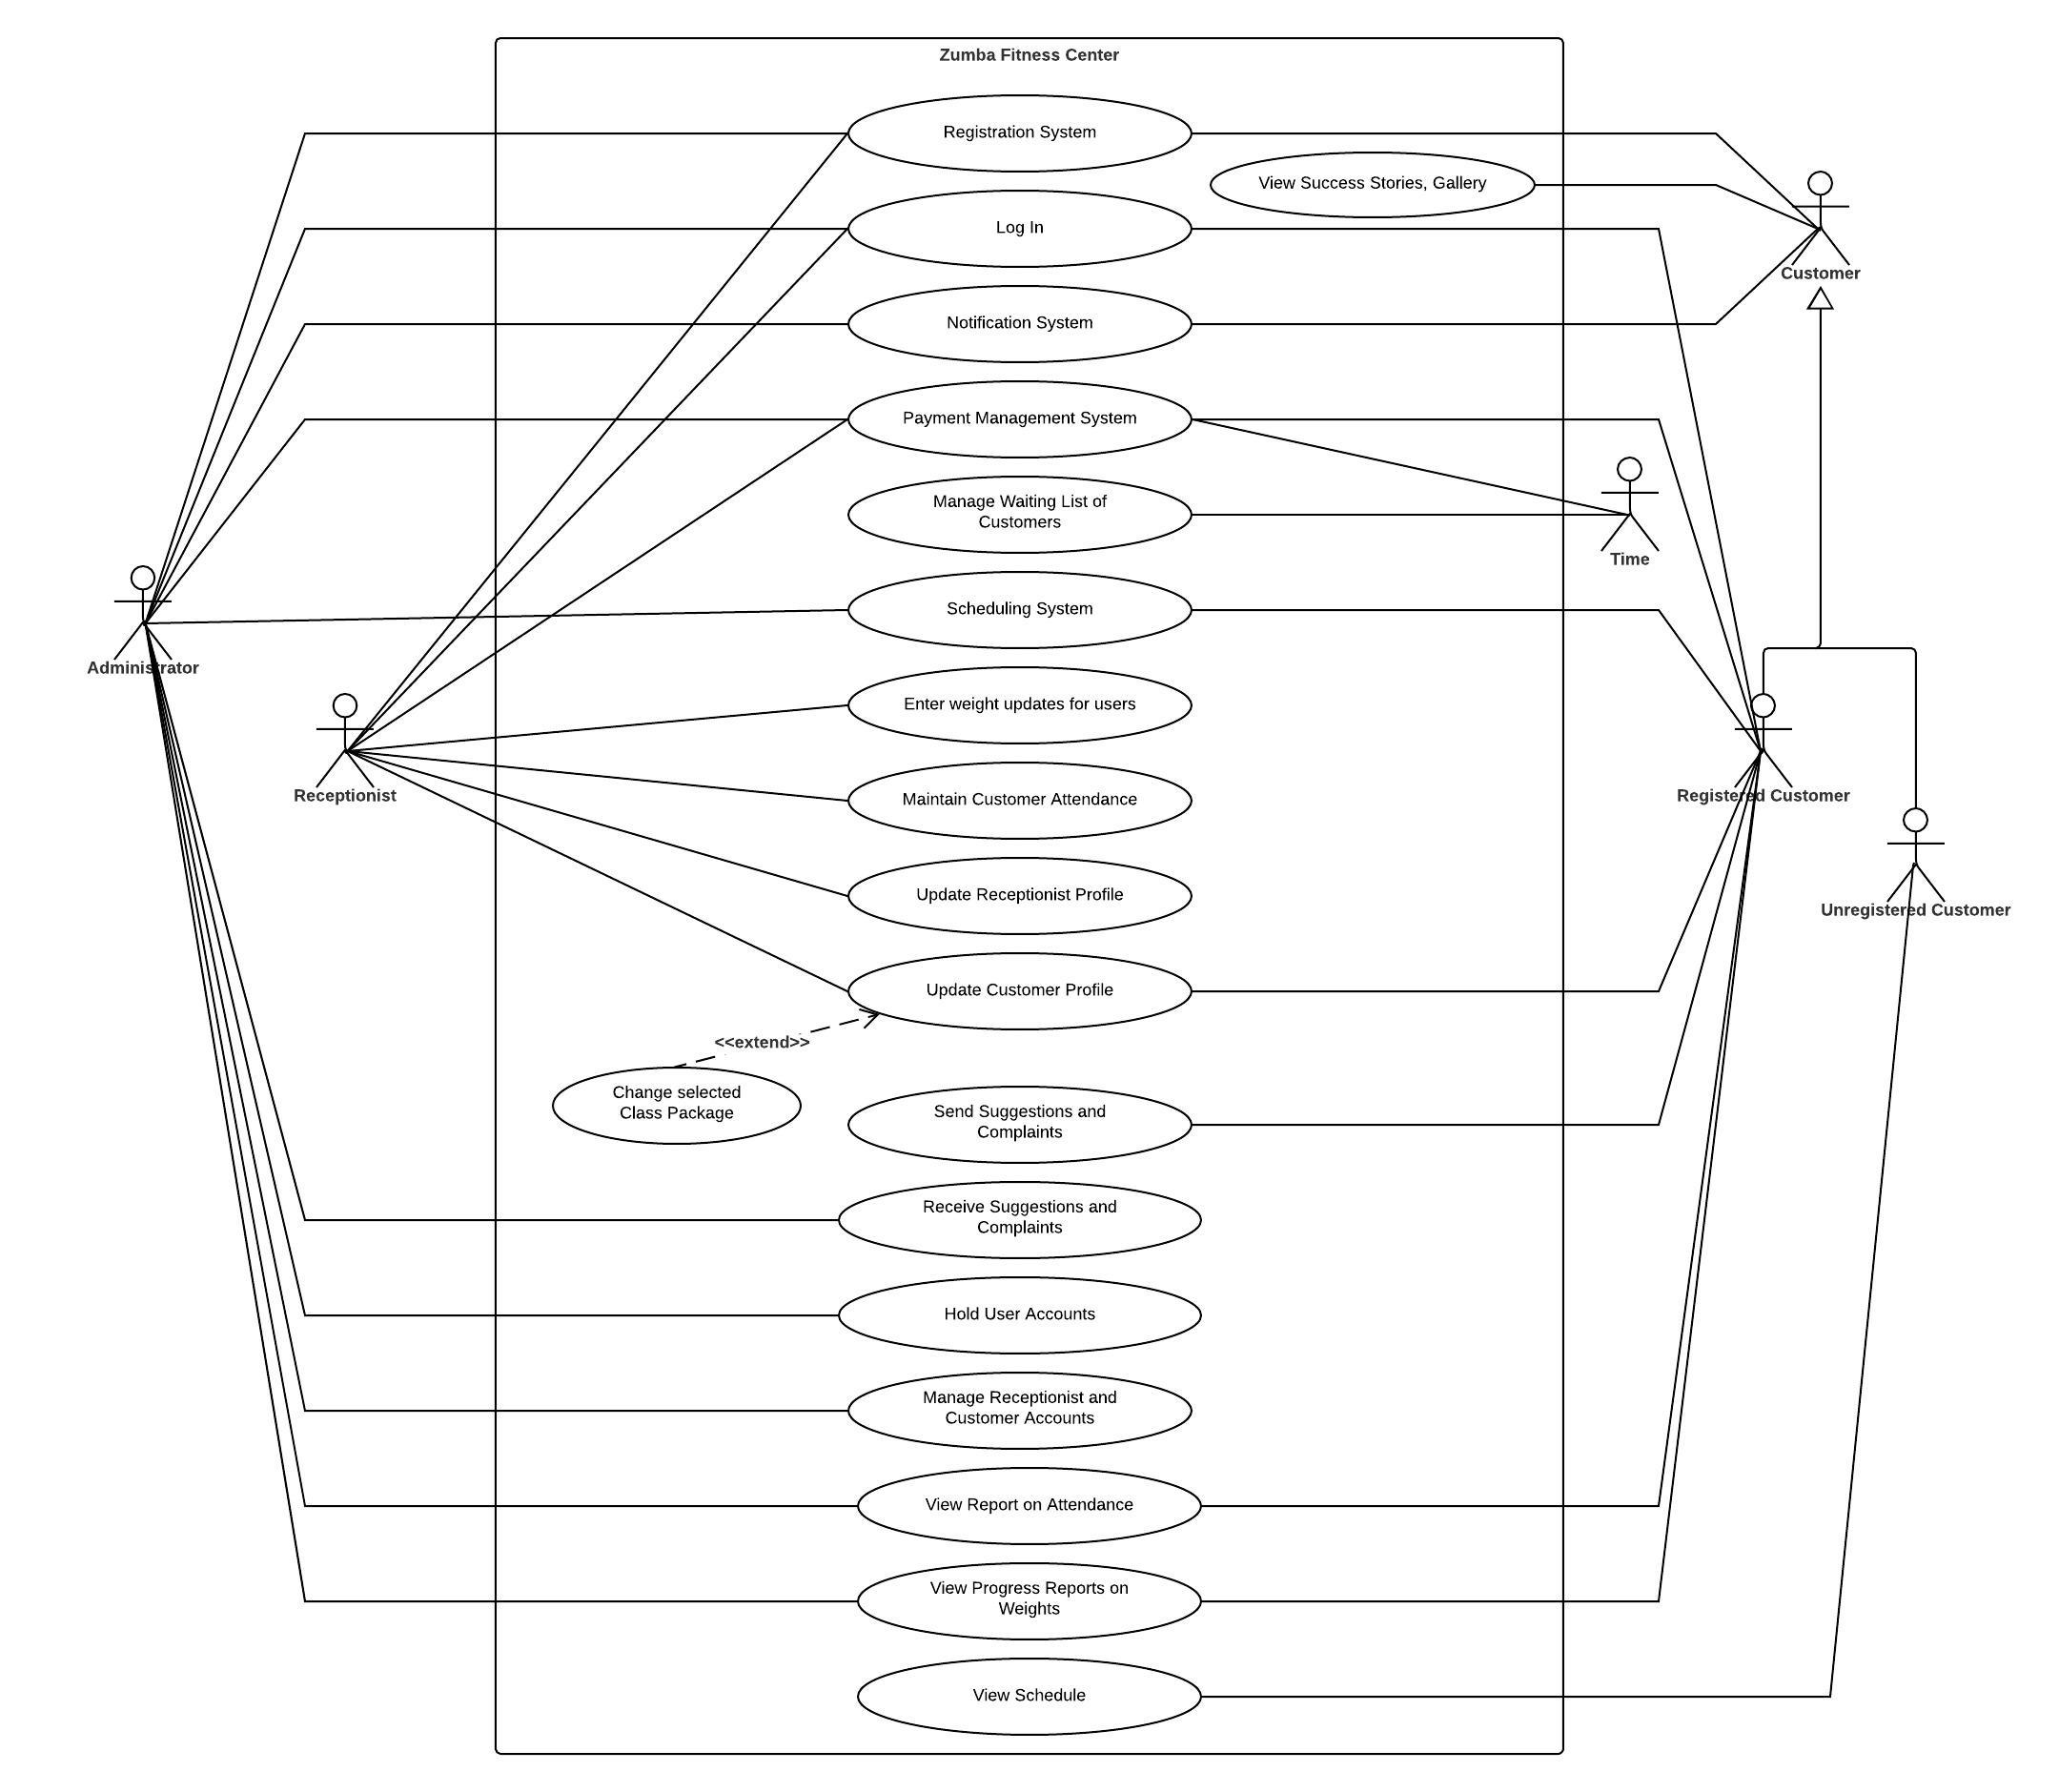 Zumba Fitness Center
Registration System
View Success Stories, Gallery
Log In
Customer
Notification System
Payment Management System
Manage Waiting List of
Customers
Time
Scheduling System
Administrator
Enter weight updates for users
Receptionist
Maintain Customer Attendance
Registered Customer
Update Receptionist Profile
Unregistered Customer
Update Customer Profile
<<extend>>
Change selected
Class Package
Send Suggestions and
Complaints
Receive Suggestions and
Complaints
Hold User Accounts
Manage Receptionist and
Customer Accounts
View Report on Attendance
View Progress Reports on
Weights
View Schedule